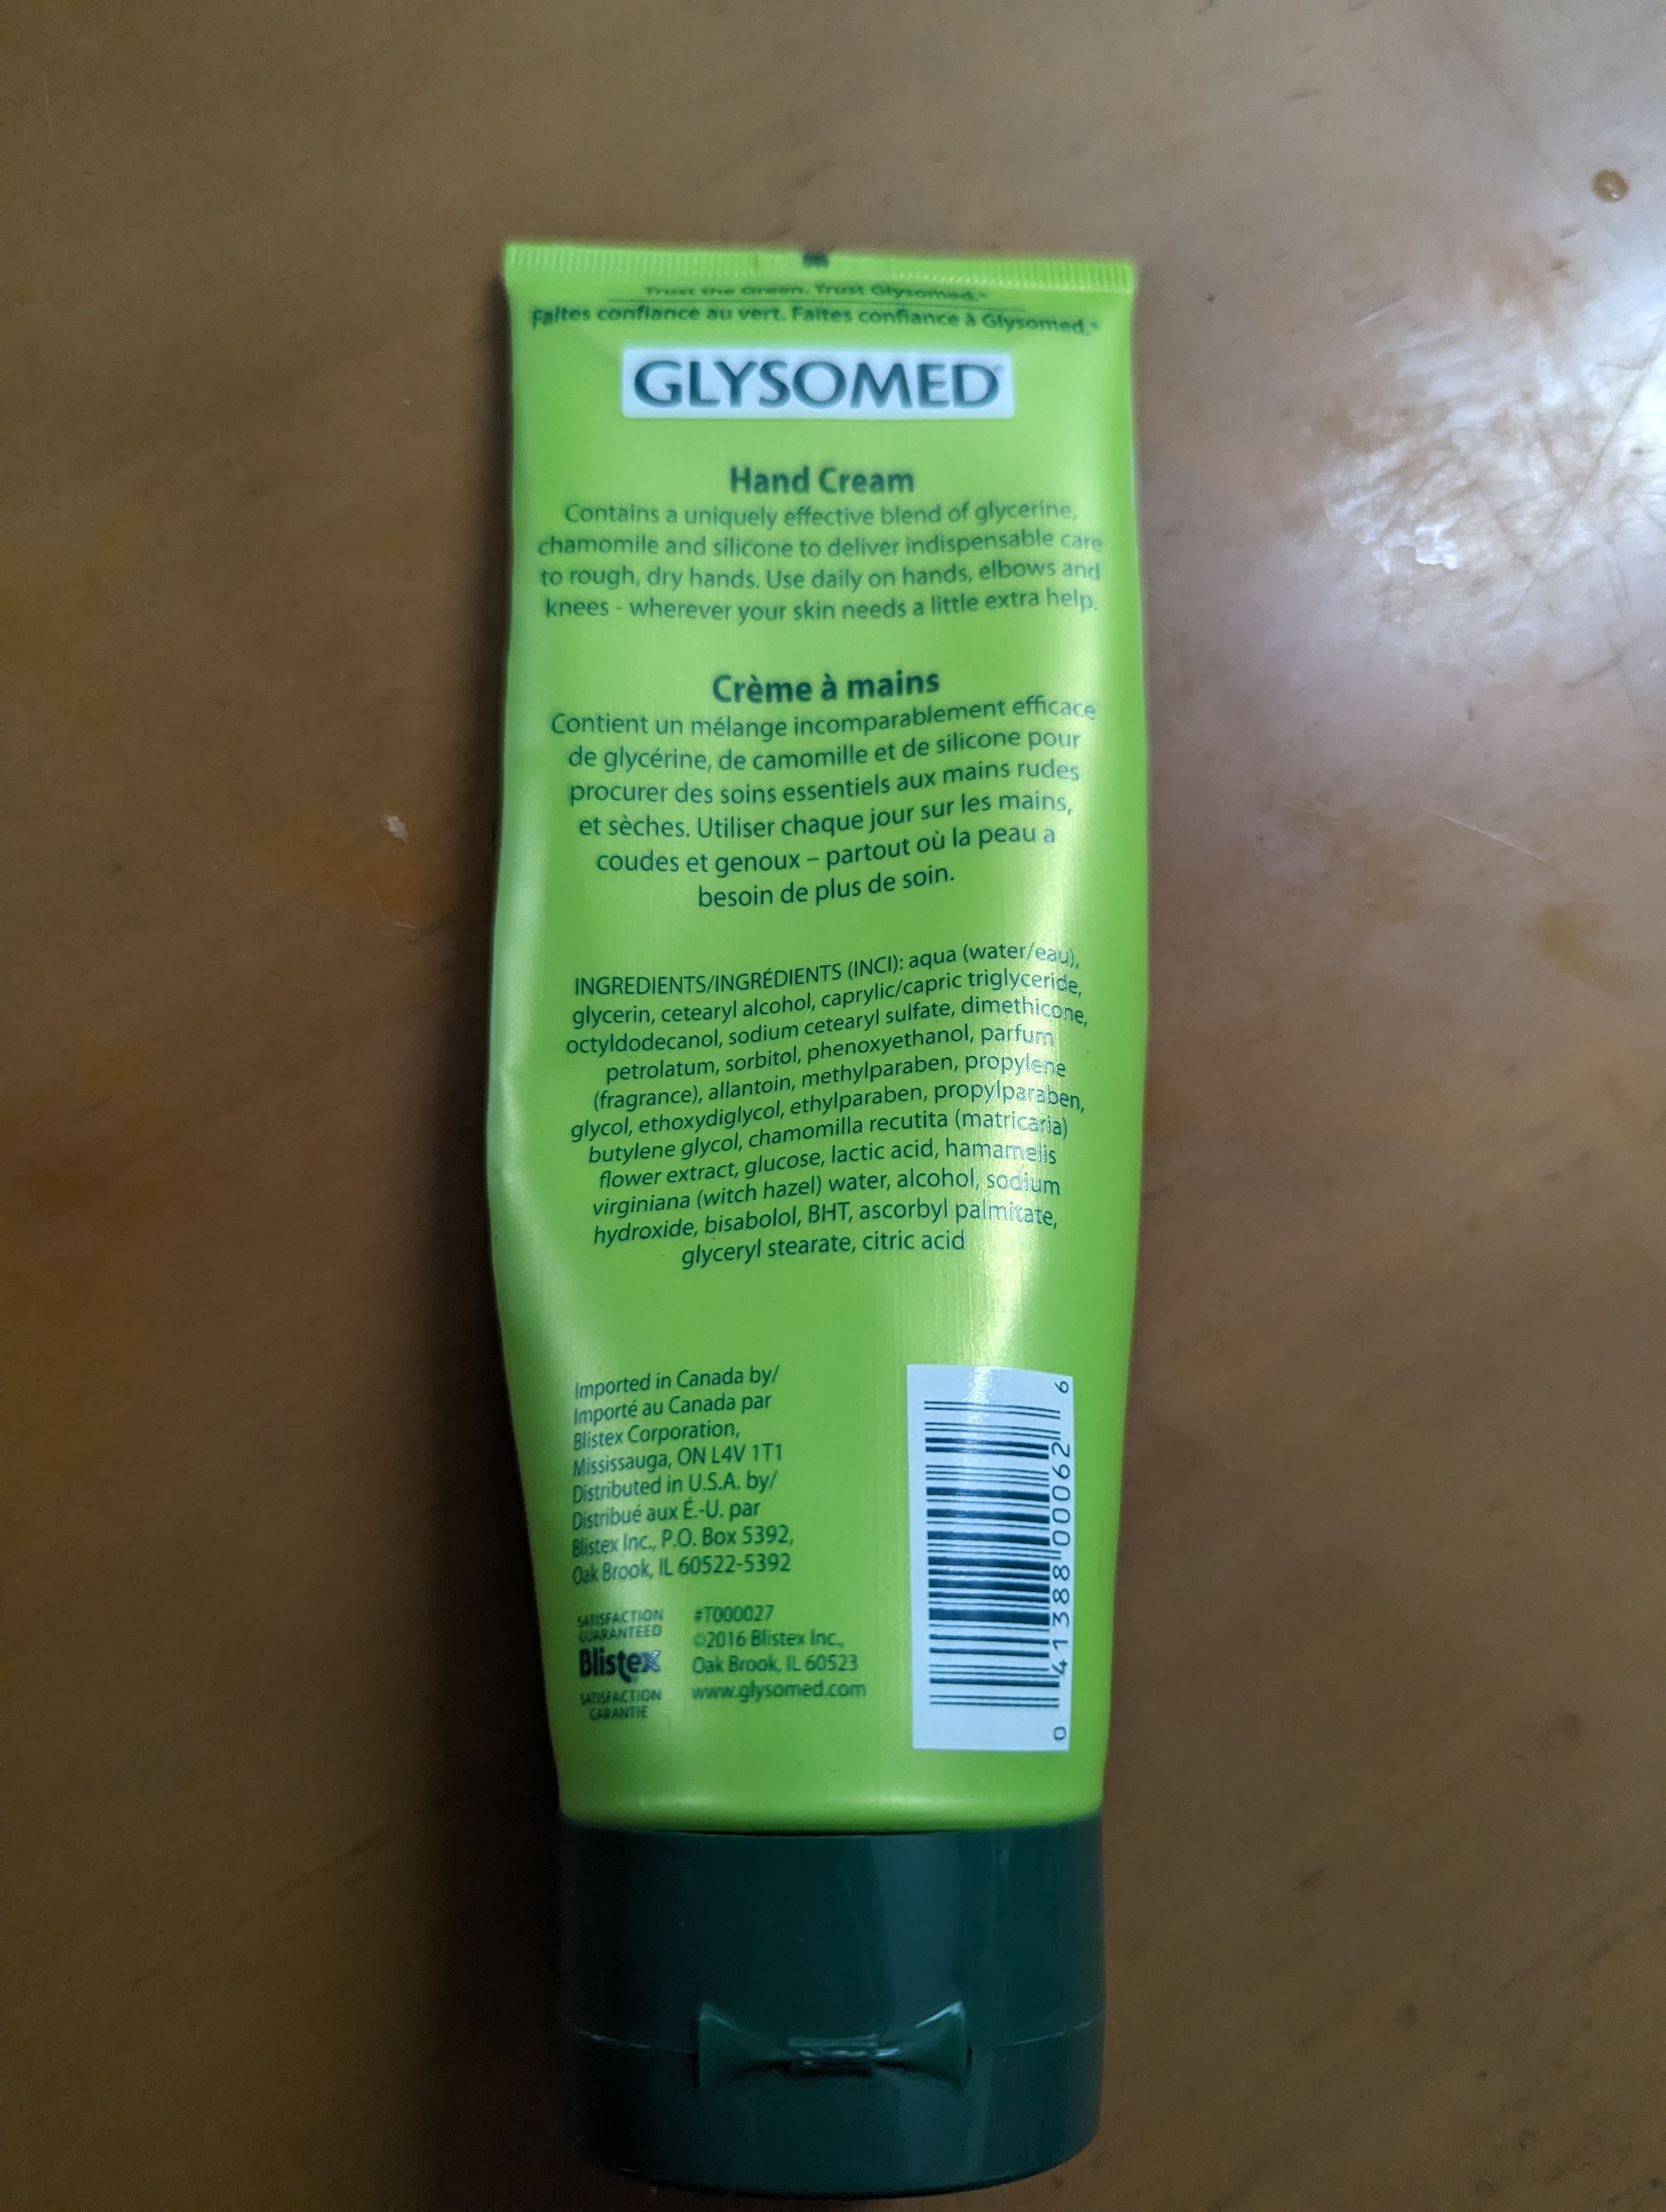 Trust the Green. Trust Glysomed.™
Faites confiance au vert. Faites confiance à Glysomed.™
GLYSOMED®
Hand Cream
Contains a uniquely effective blend of glycerine,
chamomile and silicone to deliver indispensable care
to rough, dry hands. Use daily on hands, elbows and
knees - wherever your skin needs a little extra help.
Crème à mains
Contient un mélange incomparablement efficace
de glycérine, de camomille et de silicone pour
procurer des soins essentiels aux mains rudes
et sèches. Utiliser chaque jour sur les mains,
coudes et genoux – partout où la peau a
besoin de plus de soin.
INGREDIENTS/INGRÉDIENTS (INCI): aqua (water/eau),
glycerin, cetearyl alcohol, caprylic/capric triglyceride,
octyldodecanol, sodium cetearyl sulfate, dimethicone,
petrolatum, sorbitol, phenoxyethanol, parfum
(fragrance), allantoin, methylparaben, propylene
glycol, ethoxydiglycol, ethylparaben, propylparaben,
butylene glycol, chamomilla recutita (matricaria)
flower extract, glucose, lactic acid, hamamelis
virginiana (witch hazel) water, alcohol, sodium
hydroxide, bisabolol, BHT, ascorbyl palmitate,
glyceryl stearate, citric acid
Imported in Canada by/
Importé au Canada par
Blistex Corporation,
Mississauga, ON L4V 1T1
Distributed in U.S.A. by/
Distribué aux É.-U. par
Blistex Inc., P.O. Box 5392,
Oak Brook, IL 60522-5392
SATISFACTION
GUARANTEED
Blistex
SATISFACTION
GARANTIE
#T000027
©2016 Blistex Inc.,
Oak Brook, IL 60523
www.glysomed.com
0 41388 00062 6